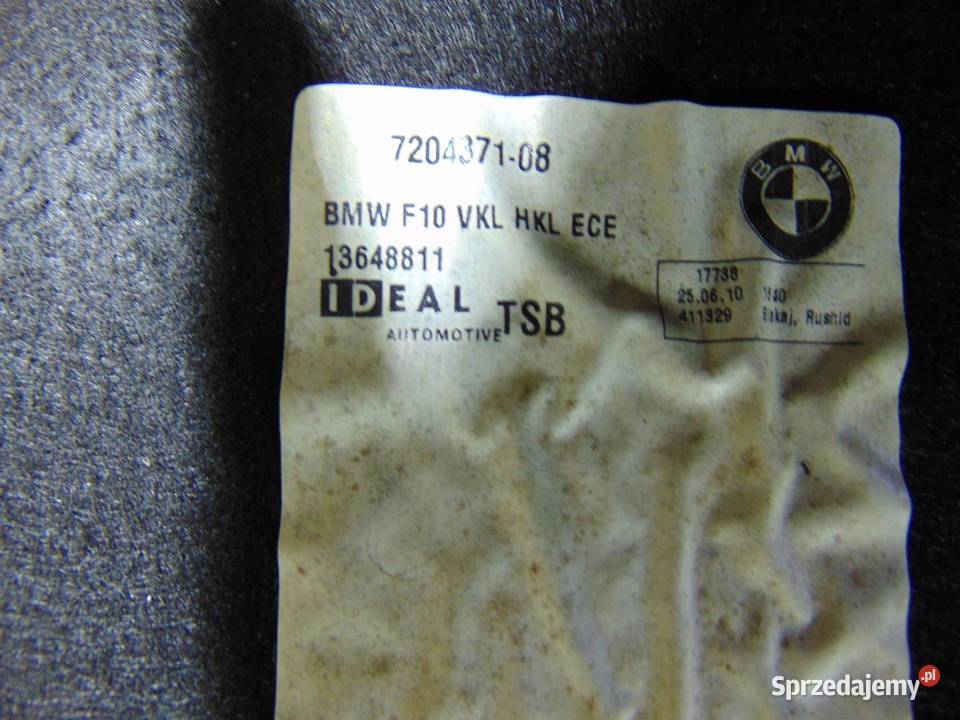 7204371-08
BMW
BMW F10 VKL HKL ECE
13648811
IDEAL
AUTOMOTIVE TSB
17738
25.06.10
411329 Bakaj, Rushid
Sprzedajemy.pl